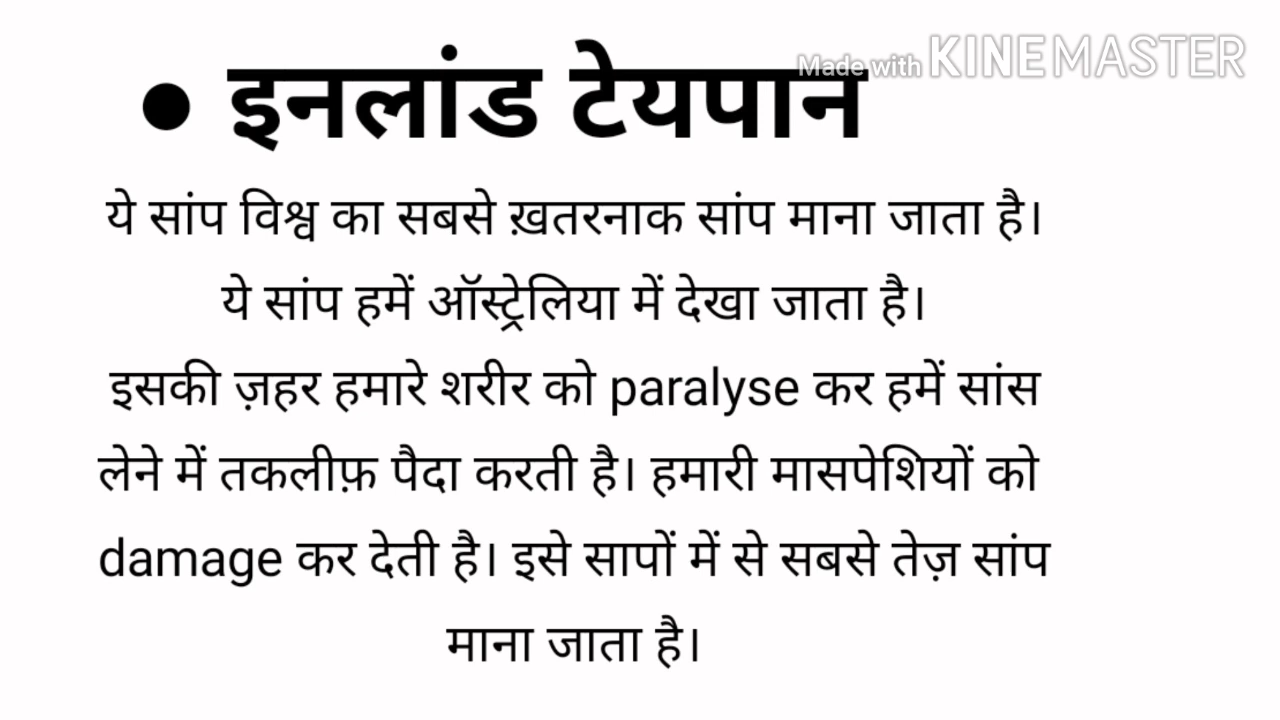 Made with KINEMASTER
• इनलांड टेयपान
ये सांप विश्व का सबसे ख़तरनाक सांप माना जाता है।
ये सांप हमें ऑस्ट्रेलिया में देखा जाता है।
इसकी ज़हर हमारे शरीर को paralyse कर हमें सांस
लेने में तकलीफ़ पैदा करती है। हमारी मासपेशियों को
damage कर देती है। इसे सापों में से सबसे तेज़ सांप
माना जाता है।